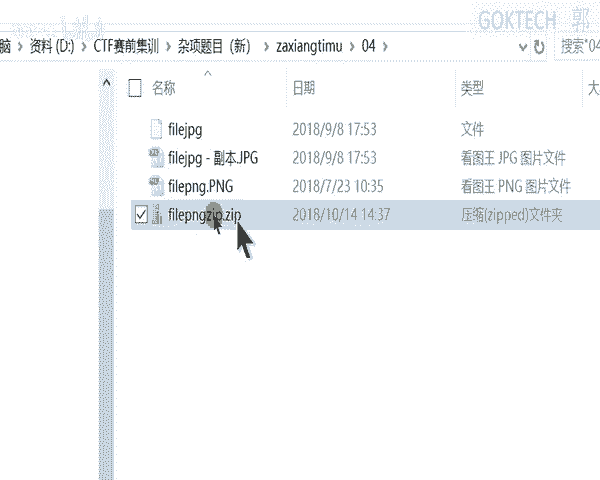 GOKTECH 郭
脑 > 资料 (D:) > CTF赛前集训 > 杂项题目（新） > zaxiangtimu > 04 > 搜索"04
名称 日期 类型 大
filejpg 2018/9/8 17:53 文件
filejpg - 副本.JPG 2018/9/8 17:53 看图王 JPG 图片文件
filepng.PNG 2018/7/23 10:35 看图王 PNG 图片文件
filepngzip.zip 2018/10/14 14:37 压缩(zipped)文件夹